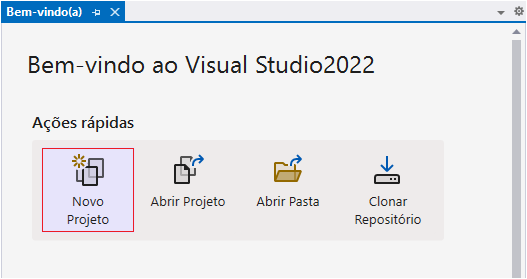 Bem-vindo(a)
Bem-vindo ao Visual Studio2022
Ações rápidas
Novo
Projeto
Abrir Projeto
Abrir Pasta
Clonar
Repositório